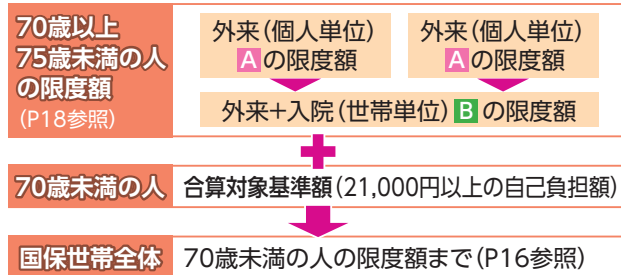 70歳以上
75歳未満の人
の限度額
(P18参照)
外来(個人単位)
Aの限度額
外来(個人単位)
Aの限度額
外来+入院(世帯単位)Bの限度額
70歳未満の人
合算対象基準額(21,000円以上の自己負担額)
国保世帯全体
70歳未満の人の限度額まで(P16参照)